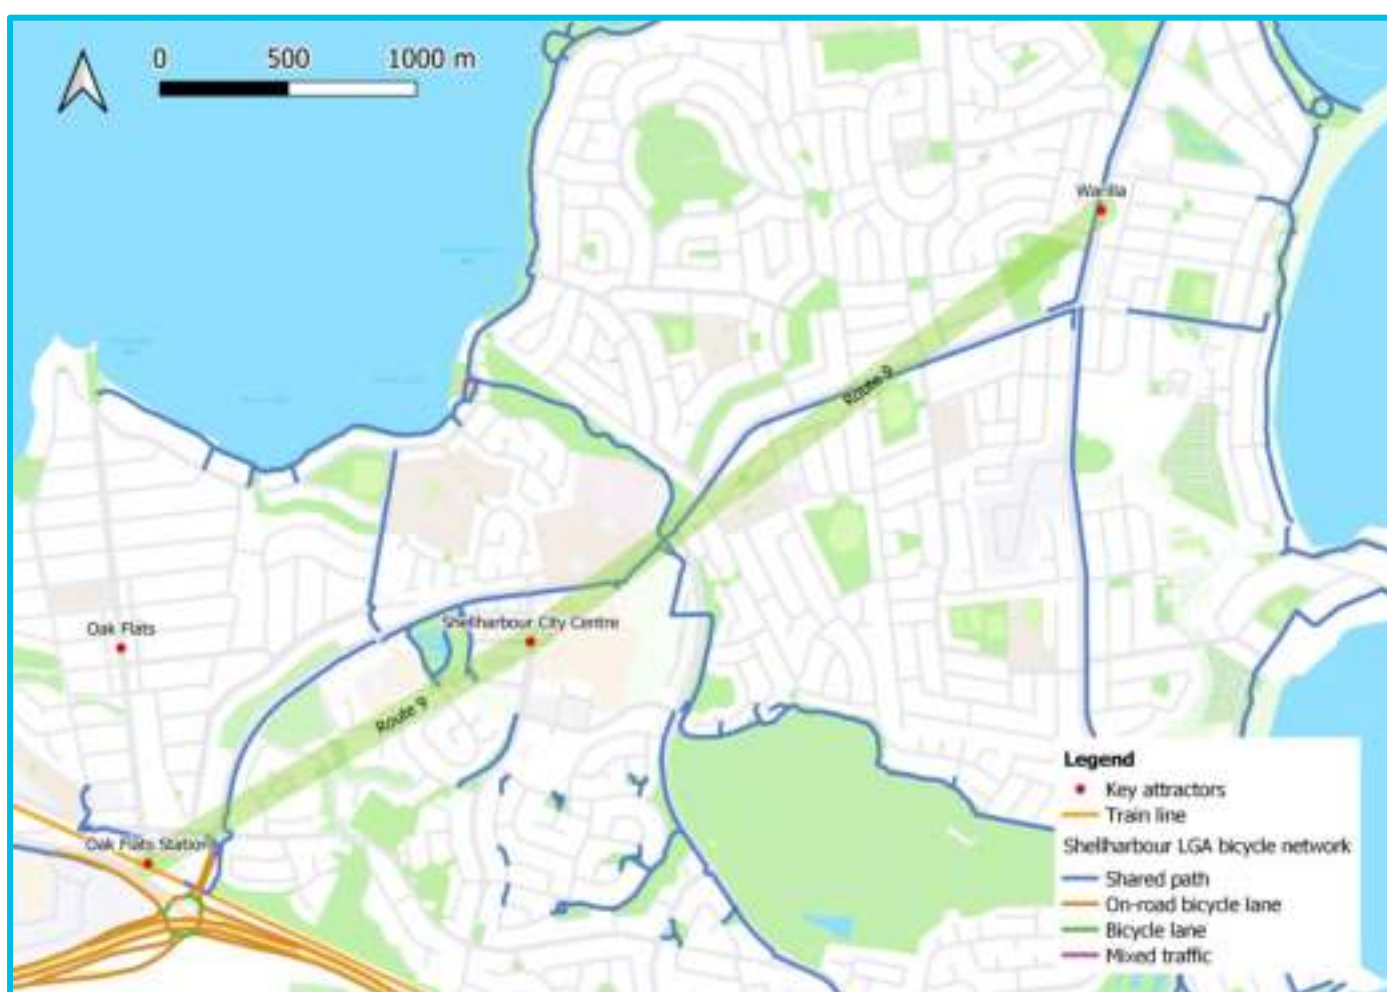 0 500 1000 m
Warilla
Route 9
Oak Flats
Shellharbour City Centre
Route 9
Oak Flats Station
Legend
Key attractors
Train line
Shellharbour LGA bicycle network
Shared path
On-road bicycle lane
Bicycle lane
Mixed traffic